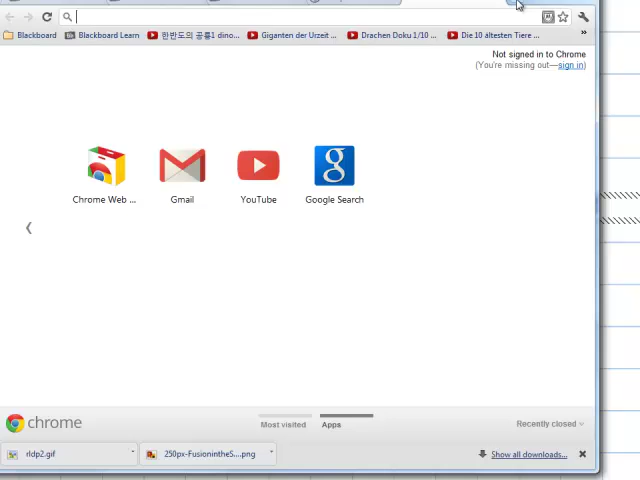 Blackboard
Blackboard Learn
한반도의 공룡1 dino...
Giganten der Urzeit ...
Drachen Doku 1/10 ...
Die 10 ältesten Tiere ...
»
Not signed in to Chrome
(You're missing out—sign in)
Chrome Web ...
Gmail
YouTube
Google Search
chrome
Most visited
Apps
Recently closed
rldp2.gif
250px-FusionintheS....png
Show all downloads...